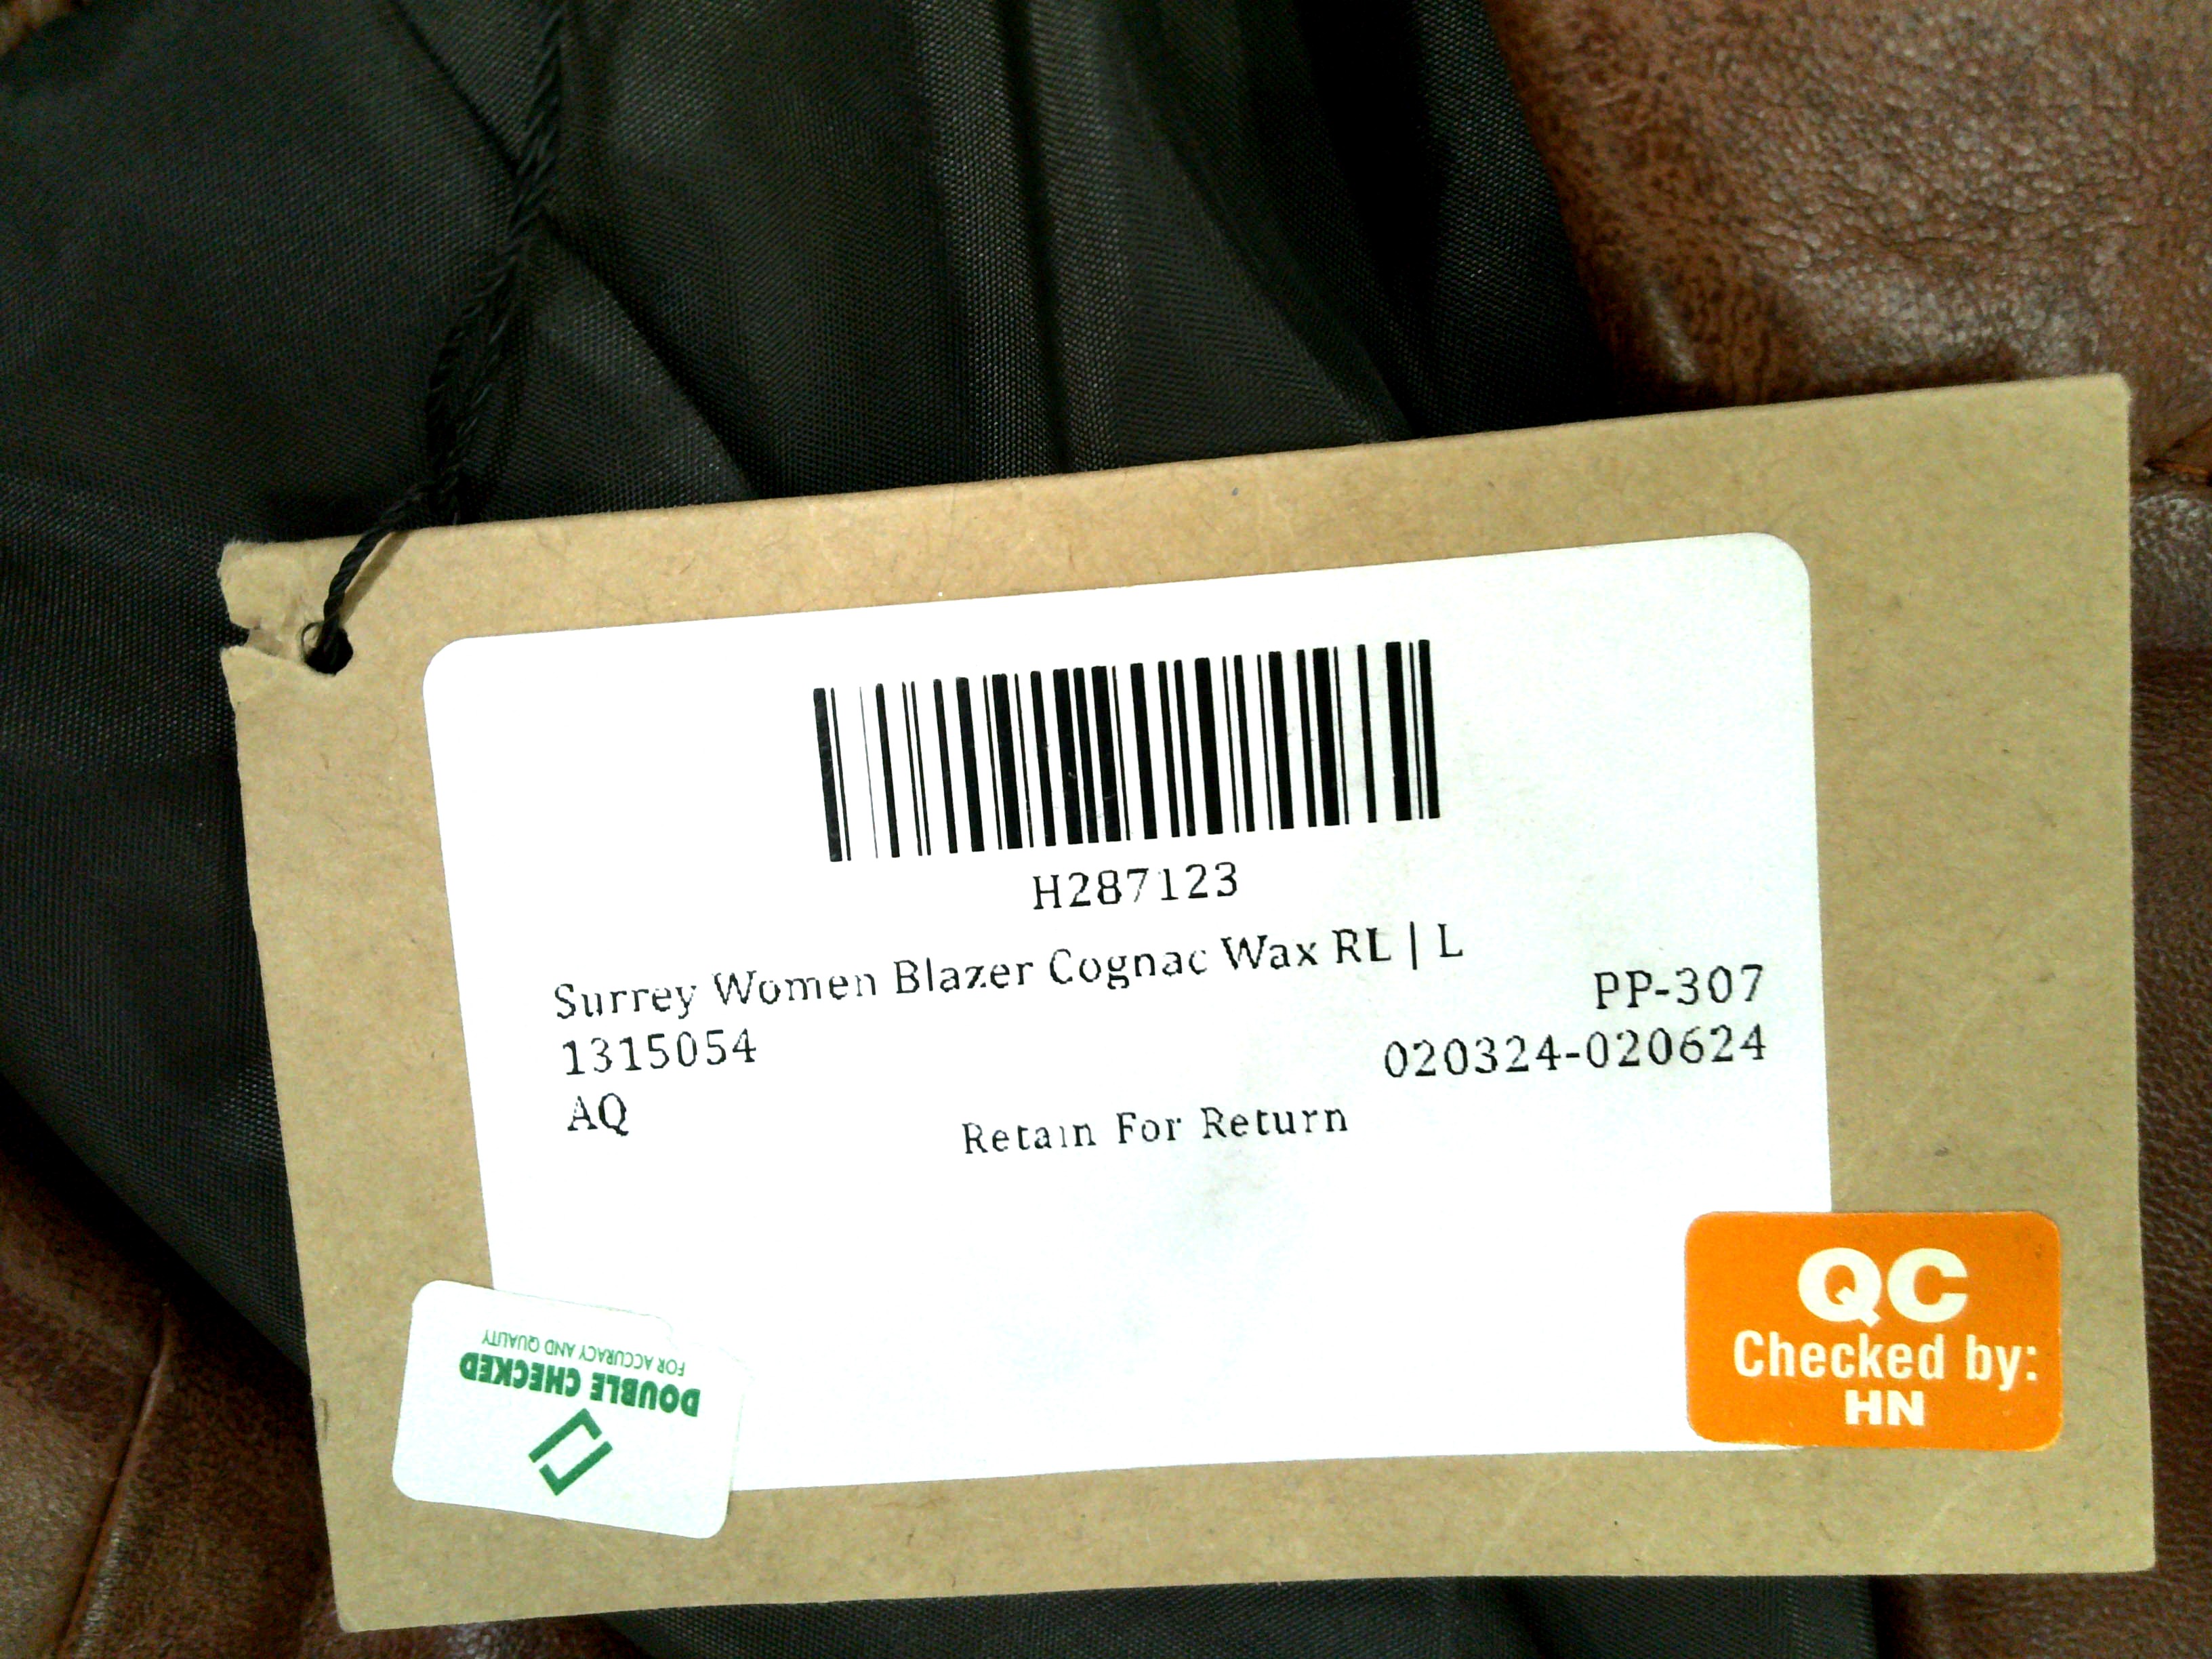 H287123
Surrey Women Blazer Cognac Wax RL | L
PP-307
1315054
020324-020624
AQ
Retain For Return
QC
Checked by:
HN
DOUBLE CHECKED
FOR ACCURACY AND QUALITY